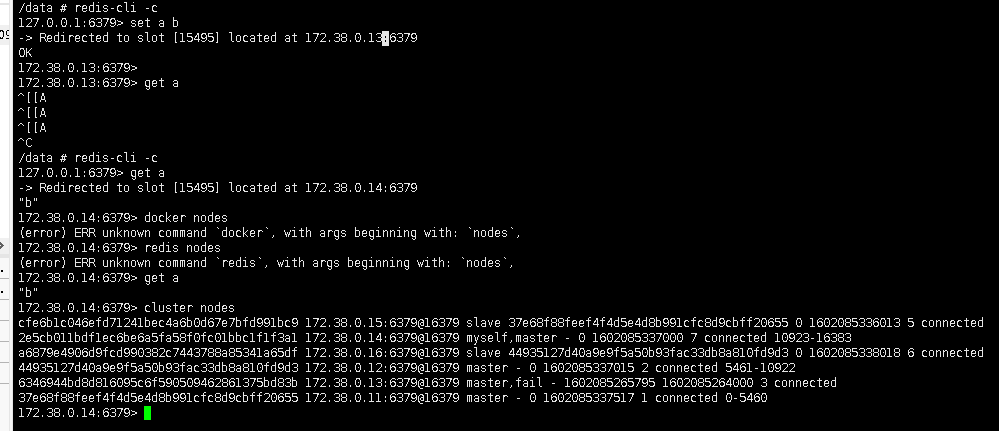 /data # redis-cli -c
127.0.0.1:6379> set a b
-> Redirected to slot [15495] located at 172.38.0.13:6379
OK
172.38.0.13:6379>
172.38.0.13:6379> get a
^[[A
^[[A
^[[A
^C
/data # redis-cli -c
127.0.0.1:6379> get a
-> Redirected to slot [15495] located at 172.38.0.14:6379
"b"
172.38.0.14:6379> docker nodes
(error) ERR unknown command `docker`, with args beginning with: `nodes`,
172.38.0.14:6379> redis nodes
(error) ERR unknown command `redis`, with args beginning with: `nodes`,
172.38.0.14:6379> get a
"b"
172.38.0.14:6379> cluster nodes
cfe6b1c046efd71241bec4a6b0d67e7bfd991bc9 172.38.0.15:6379@16379 slave 37e68f88feef4f4d5e4d8b991cfc8d9cbff20655 0 1602085336013 5 connected
2e5cb011bdf1ec6be6a5fa58f0fc01bbc1f1f3a1 172.38.0.14:6379@16379 myself,master - 0 1602085337000 7 connected 10923-16383
a6879e4906d9fcd990382c7443788a85341a65df 172.38.0.16:6379@16379 slave 44935127d40a9e9f5a50b93fac33db8a810fd9d3 0 1602085338018 6 connected
44935127d40a9e9f5a50b93fac33db8a810fd9d3 172.38.0.12:6379@16379 master - 0 1602085337015 2 connected 5461-10922
6346944bd8d816095c6f590509462861375bd83b 172.38.0.13:6379@16379 master,fail - 1602085265795 1602085264000 3 connected
37e68f88feef4f4d5e4d8b991cfc8d9cbff20655 172.38.0.11:6379@16379 master - 0 1602085337517 1 connected 0-5460
172.38.0.14:6379>